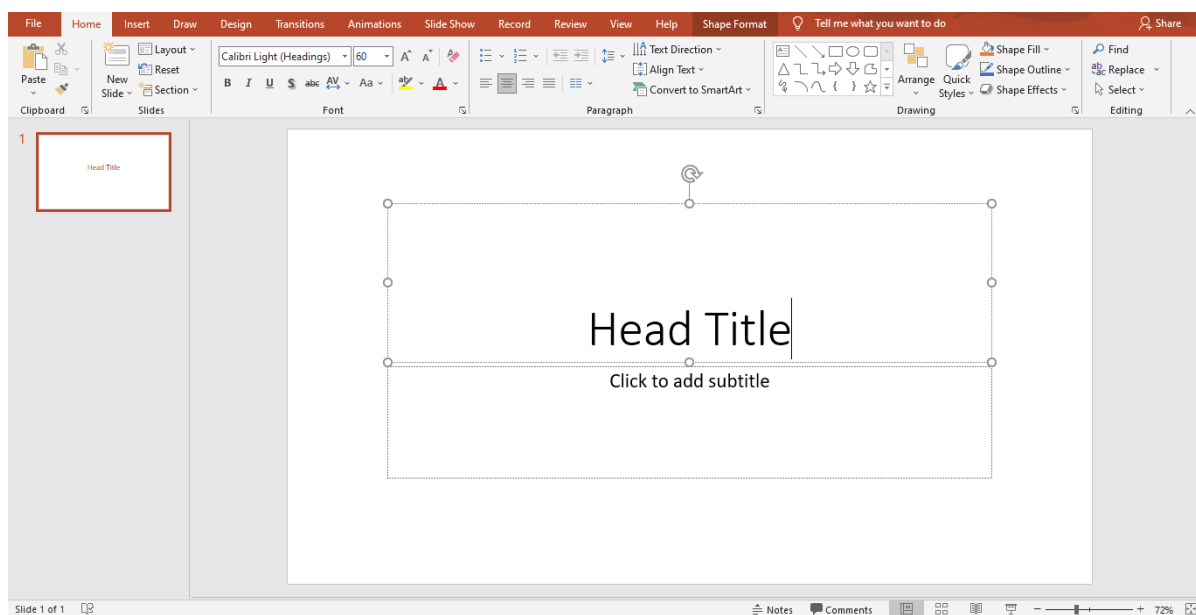 File Home Insert Draw Design Transitions Animations Slide Show Record Review View Help Shape Format Tell me what you want to do Share
Paste
Clipboard
New Slide
Layout
Reset
Section
Slides
Calibri Light (Headings) 60
B I U S abc AV Aa
Font
Text Direction
Align Text
Convert to SmartArt
Paragraph
Arrange
Quick Styles
Shape Fill
Shape Outline
Shape Effects
Drawing
Find
Replace
Select
Editing
1
Head Title
Head Title
Click to add subtitle
Slide 1 of 1 Notes Comments 72%